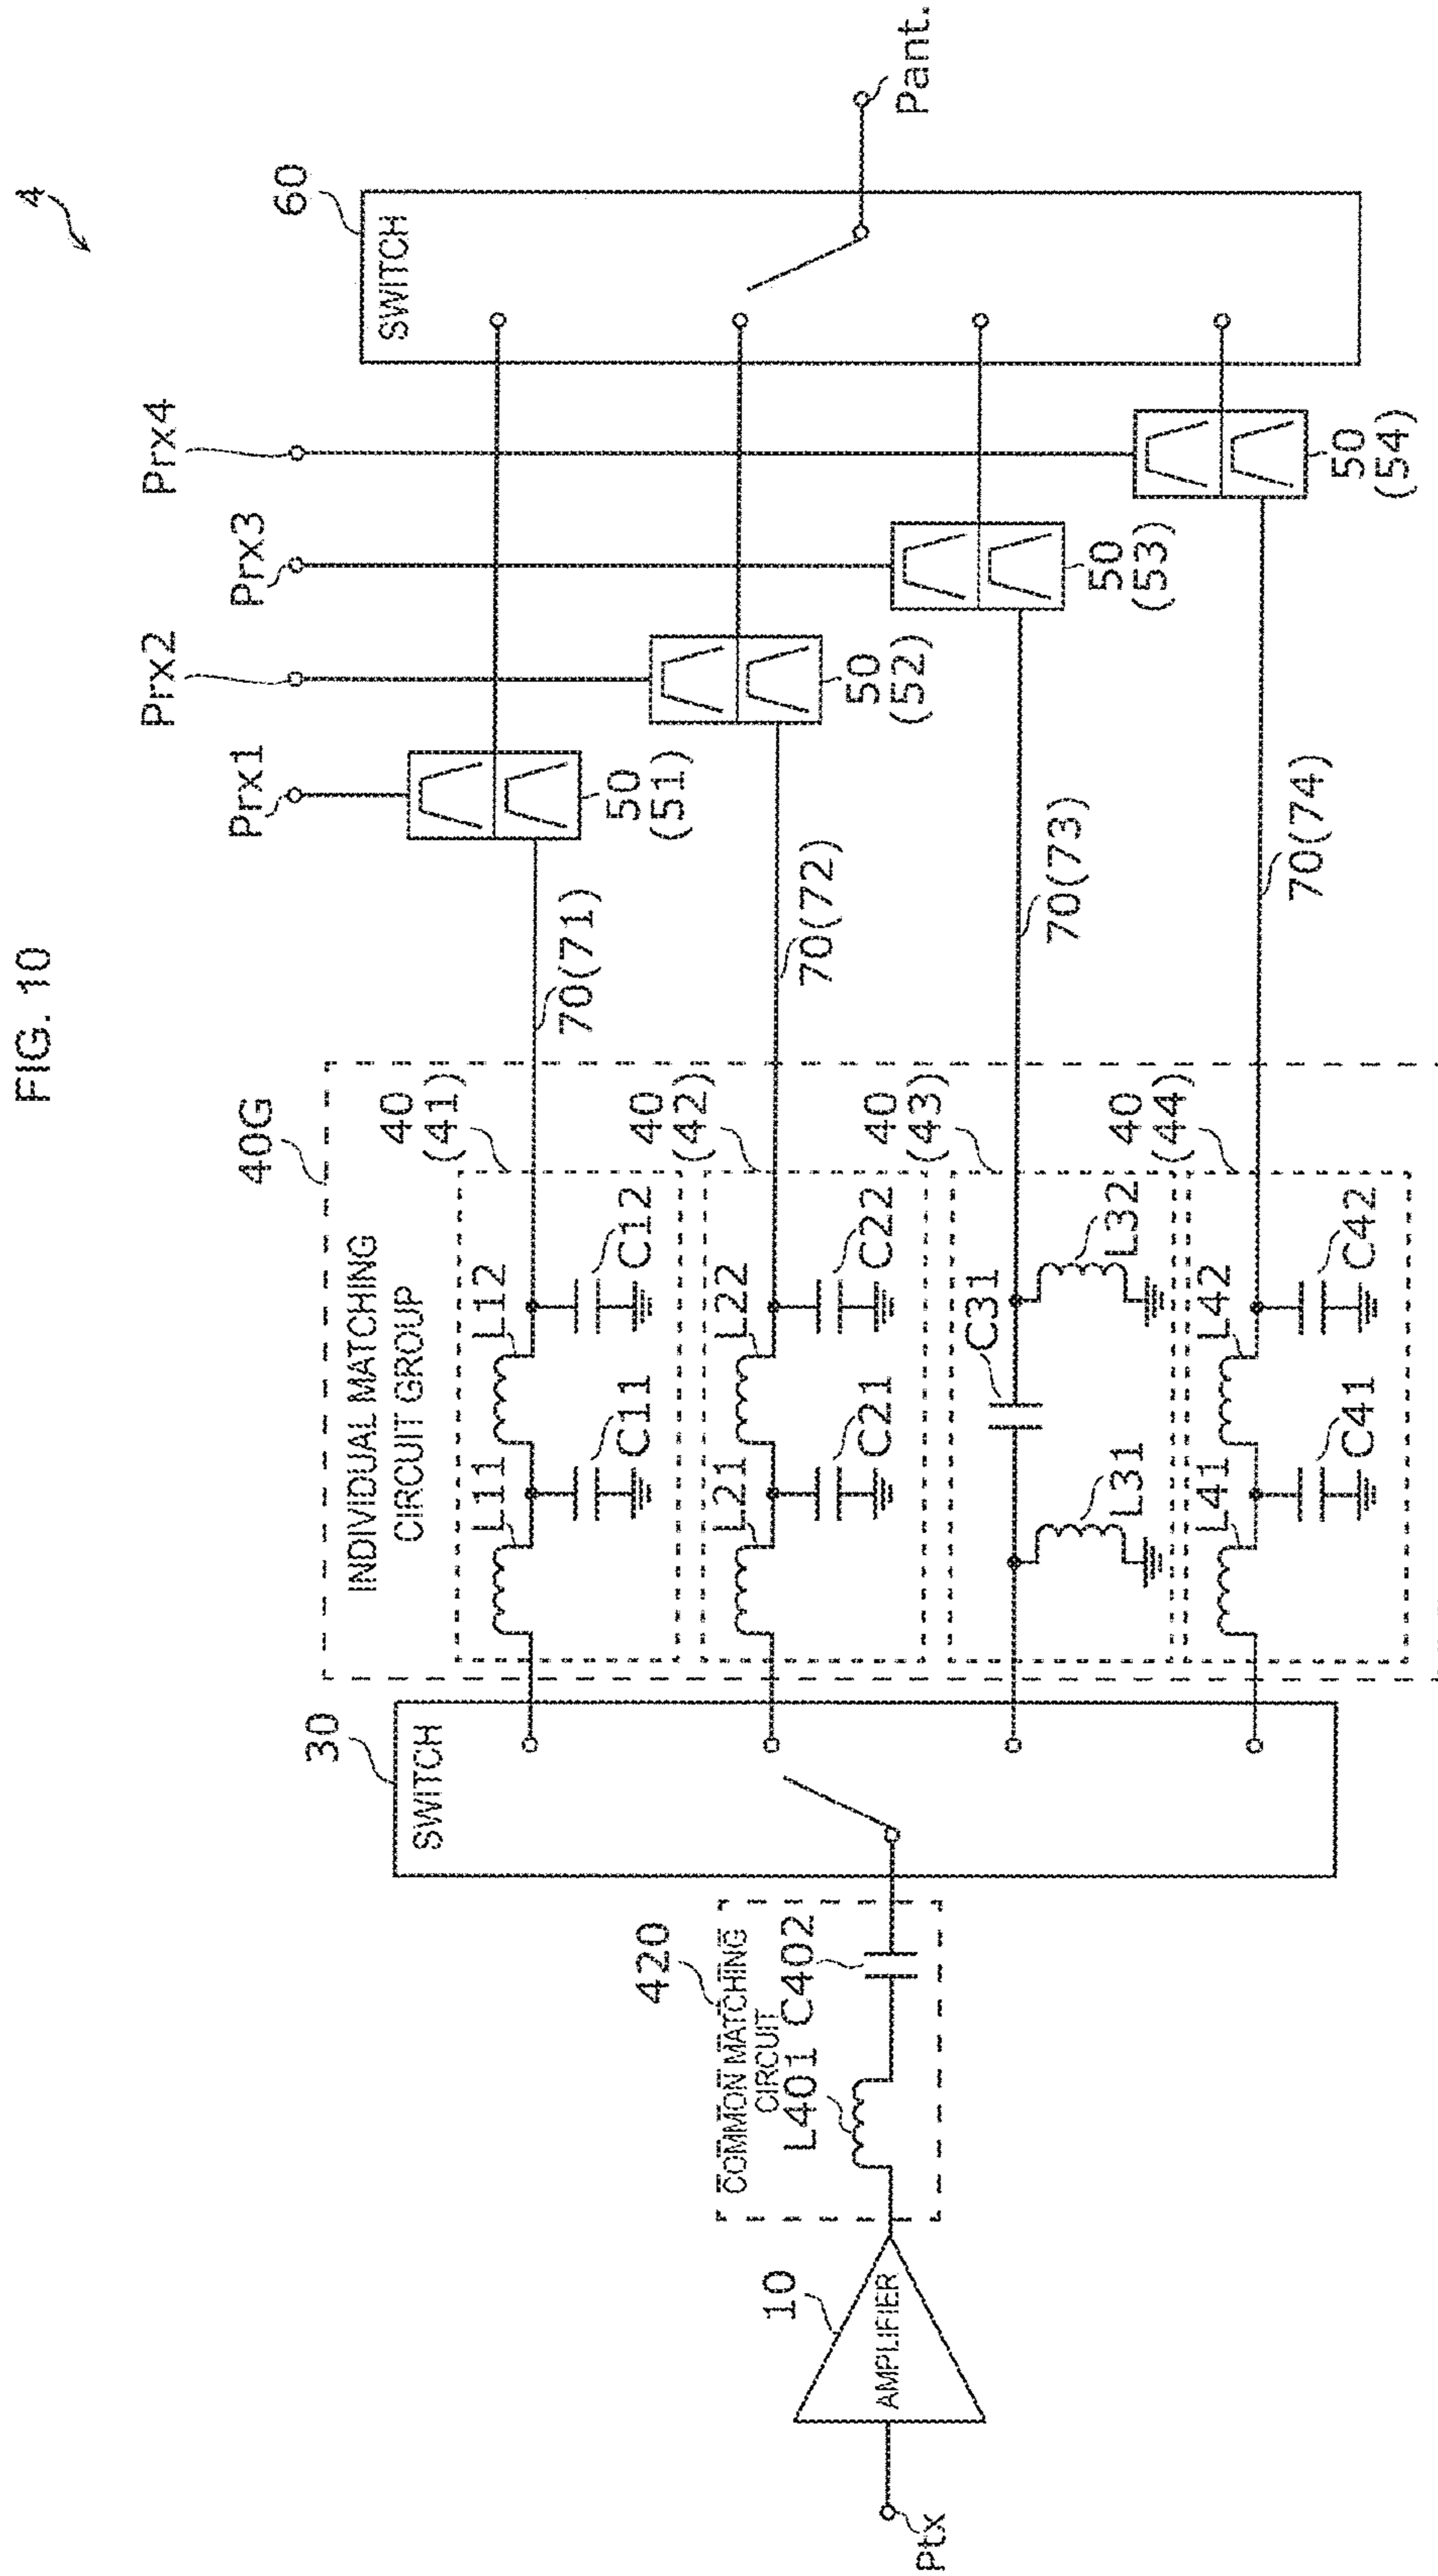 FIG. 10
4
40G
INDIVIDUAL MATCHING
CIRCUIT GROUP
30
SWITCH
60
SWITCH
Prx1
Prx2
Prx3
Prx4
40
(41)
L11
L12
C11
C12
70(71)
50
(51)
40
(42)
L21
L22
C21
C22
70(72)
50
(52)
420
COMMON MATCHING
CIRCUIT
L401
C402
10
AMPLIFIER
Ptx
Pant.
40
(43)
C31
L31
L32
70(73)
50
(53)
40
(44)
L41
L42
C41
C42
70(74)
50
(54)